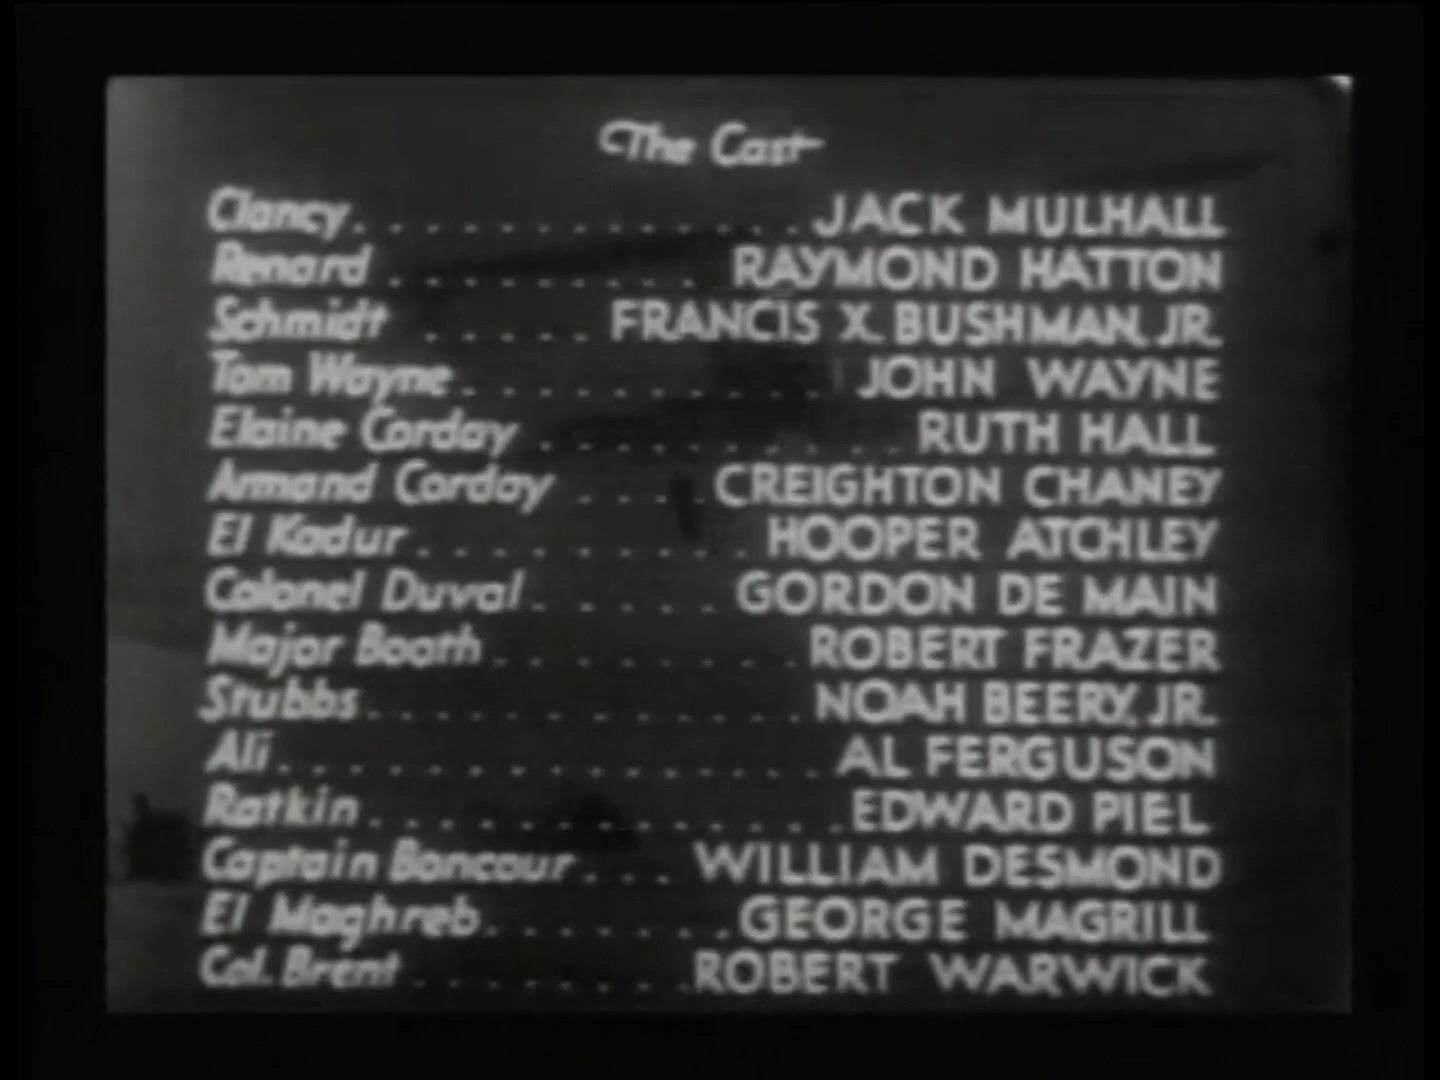 The Cast
Clancy. . . . . . . . . . . . . . . JACK MULHALL
Renard . . . . . . . . . . RAYMOND HATTON
Schmidt . . . . . . FRANCIS X. BUSHMAN, JR.
Tom Wayne. . . . . . . . . . . JOHN WAYNE
Elaine Corday . . . . . . . . . . RUTH HALL
Armand Corday . . . . CREIGHTON CHANEY
El Kadur. . . . . . . . . . HOOPER ATCHLEY
Colonel Duval. . . . . . GORDON DE MAIN
Major Booth. . . . . . . . . ROBERT FRAZER
Stubbs. . . . . . . . . . . . . NOAH BEERY, JR.
Ali. . . . . . . . . . . . . . . AL FERGUSON
Ratkin. . . . . . . . . . . . . EDWARD PIEL
Captain Boncour. . . WILLIAM DESMOND
El Maghreb. . . . . . . . GEORGE MAGRILL
Col. Brent . . . . . . . . ROBERT WARWICK